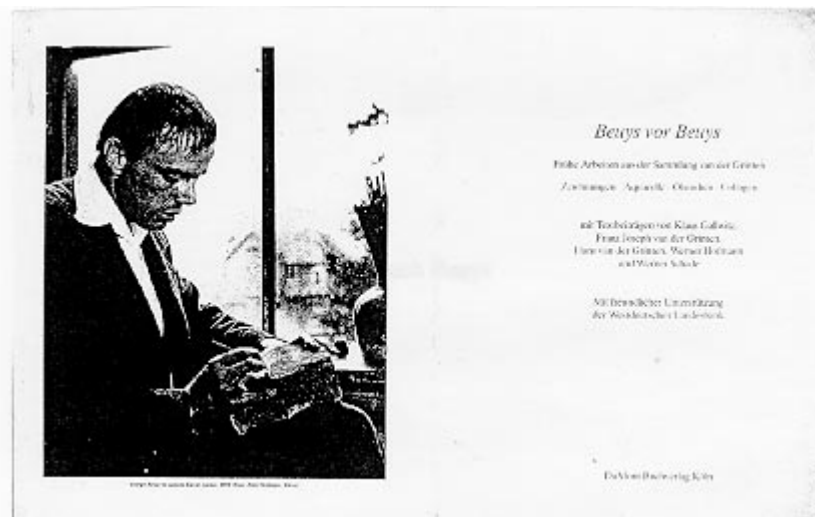 Beuys vor Beuys
Frühe Arbeiten aus der Sammlung van der Grinten
Zeichnungen Aquarelle Ölstudien Collagen
mit Textbeiträgen von Klaus Gallwitz,
Franz Joseph van der Grinten,
Hans van der Grinten, Werner Hofmann
und Werner Schade
Mit freundlicher Unterstützung
der Westdeutschen Landesbank
DuMont Buchverlag Köln